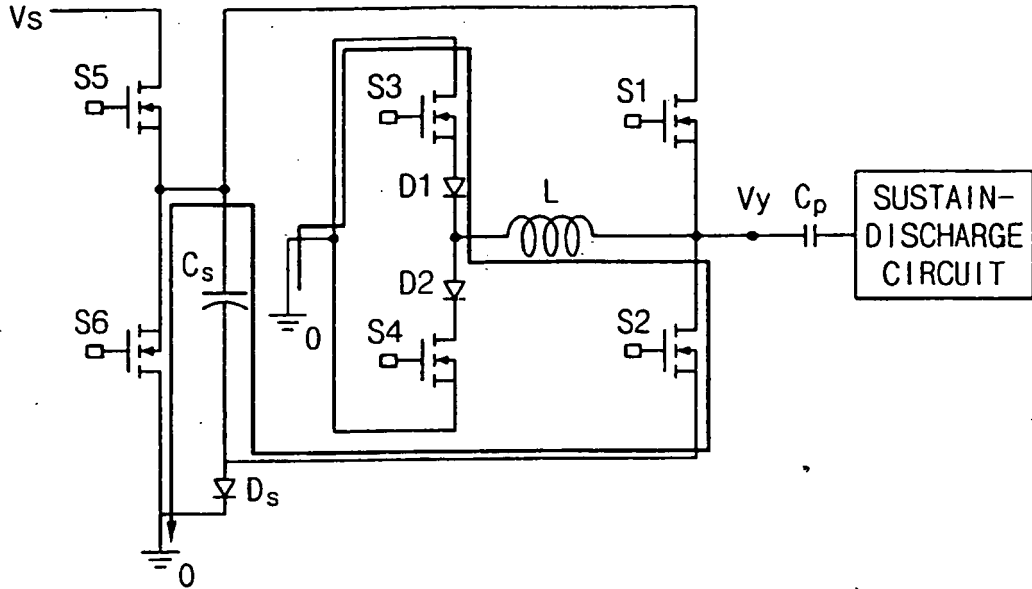 Vs
S5
S3
S1
D1
L
Vy
Cp
SUSTAIN-
DISCHARGE
CIRCUIT
Cs
D2
0
S6
S4
S2
Ds
0